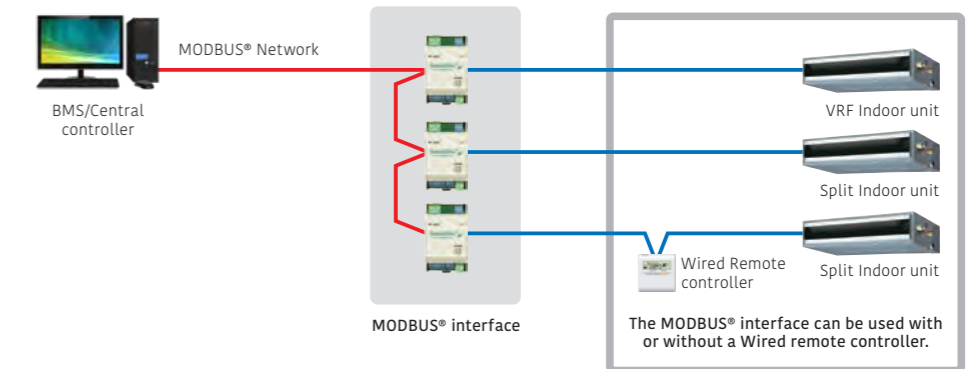 MODBUS® Network
BMS/Central
controller
VRF Indoor unit
Split Indoor unit
Wired Remote
controller
Split Indoor unit
MODBUS® interface
The MODBUS® interface can be used with
or without a Wired remote controller.